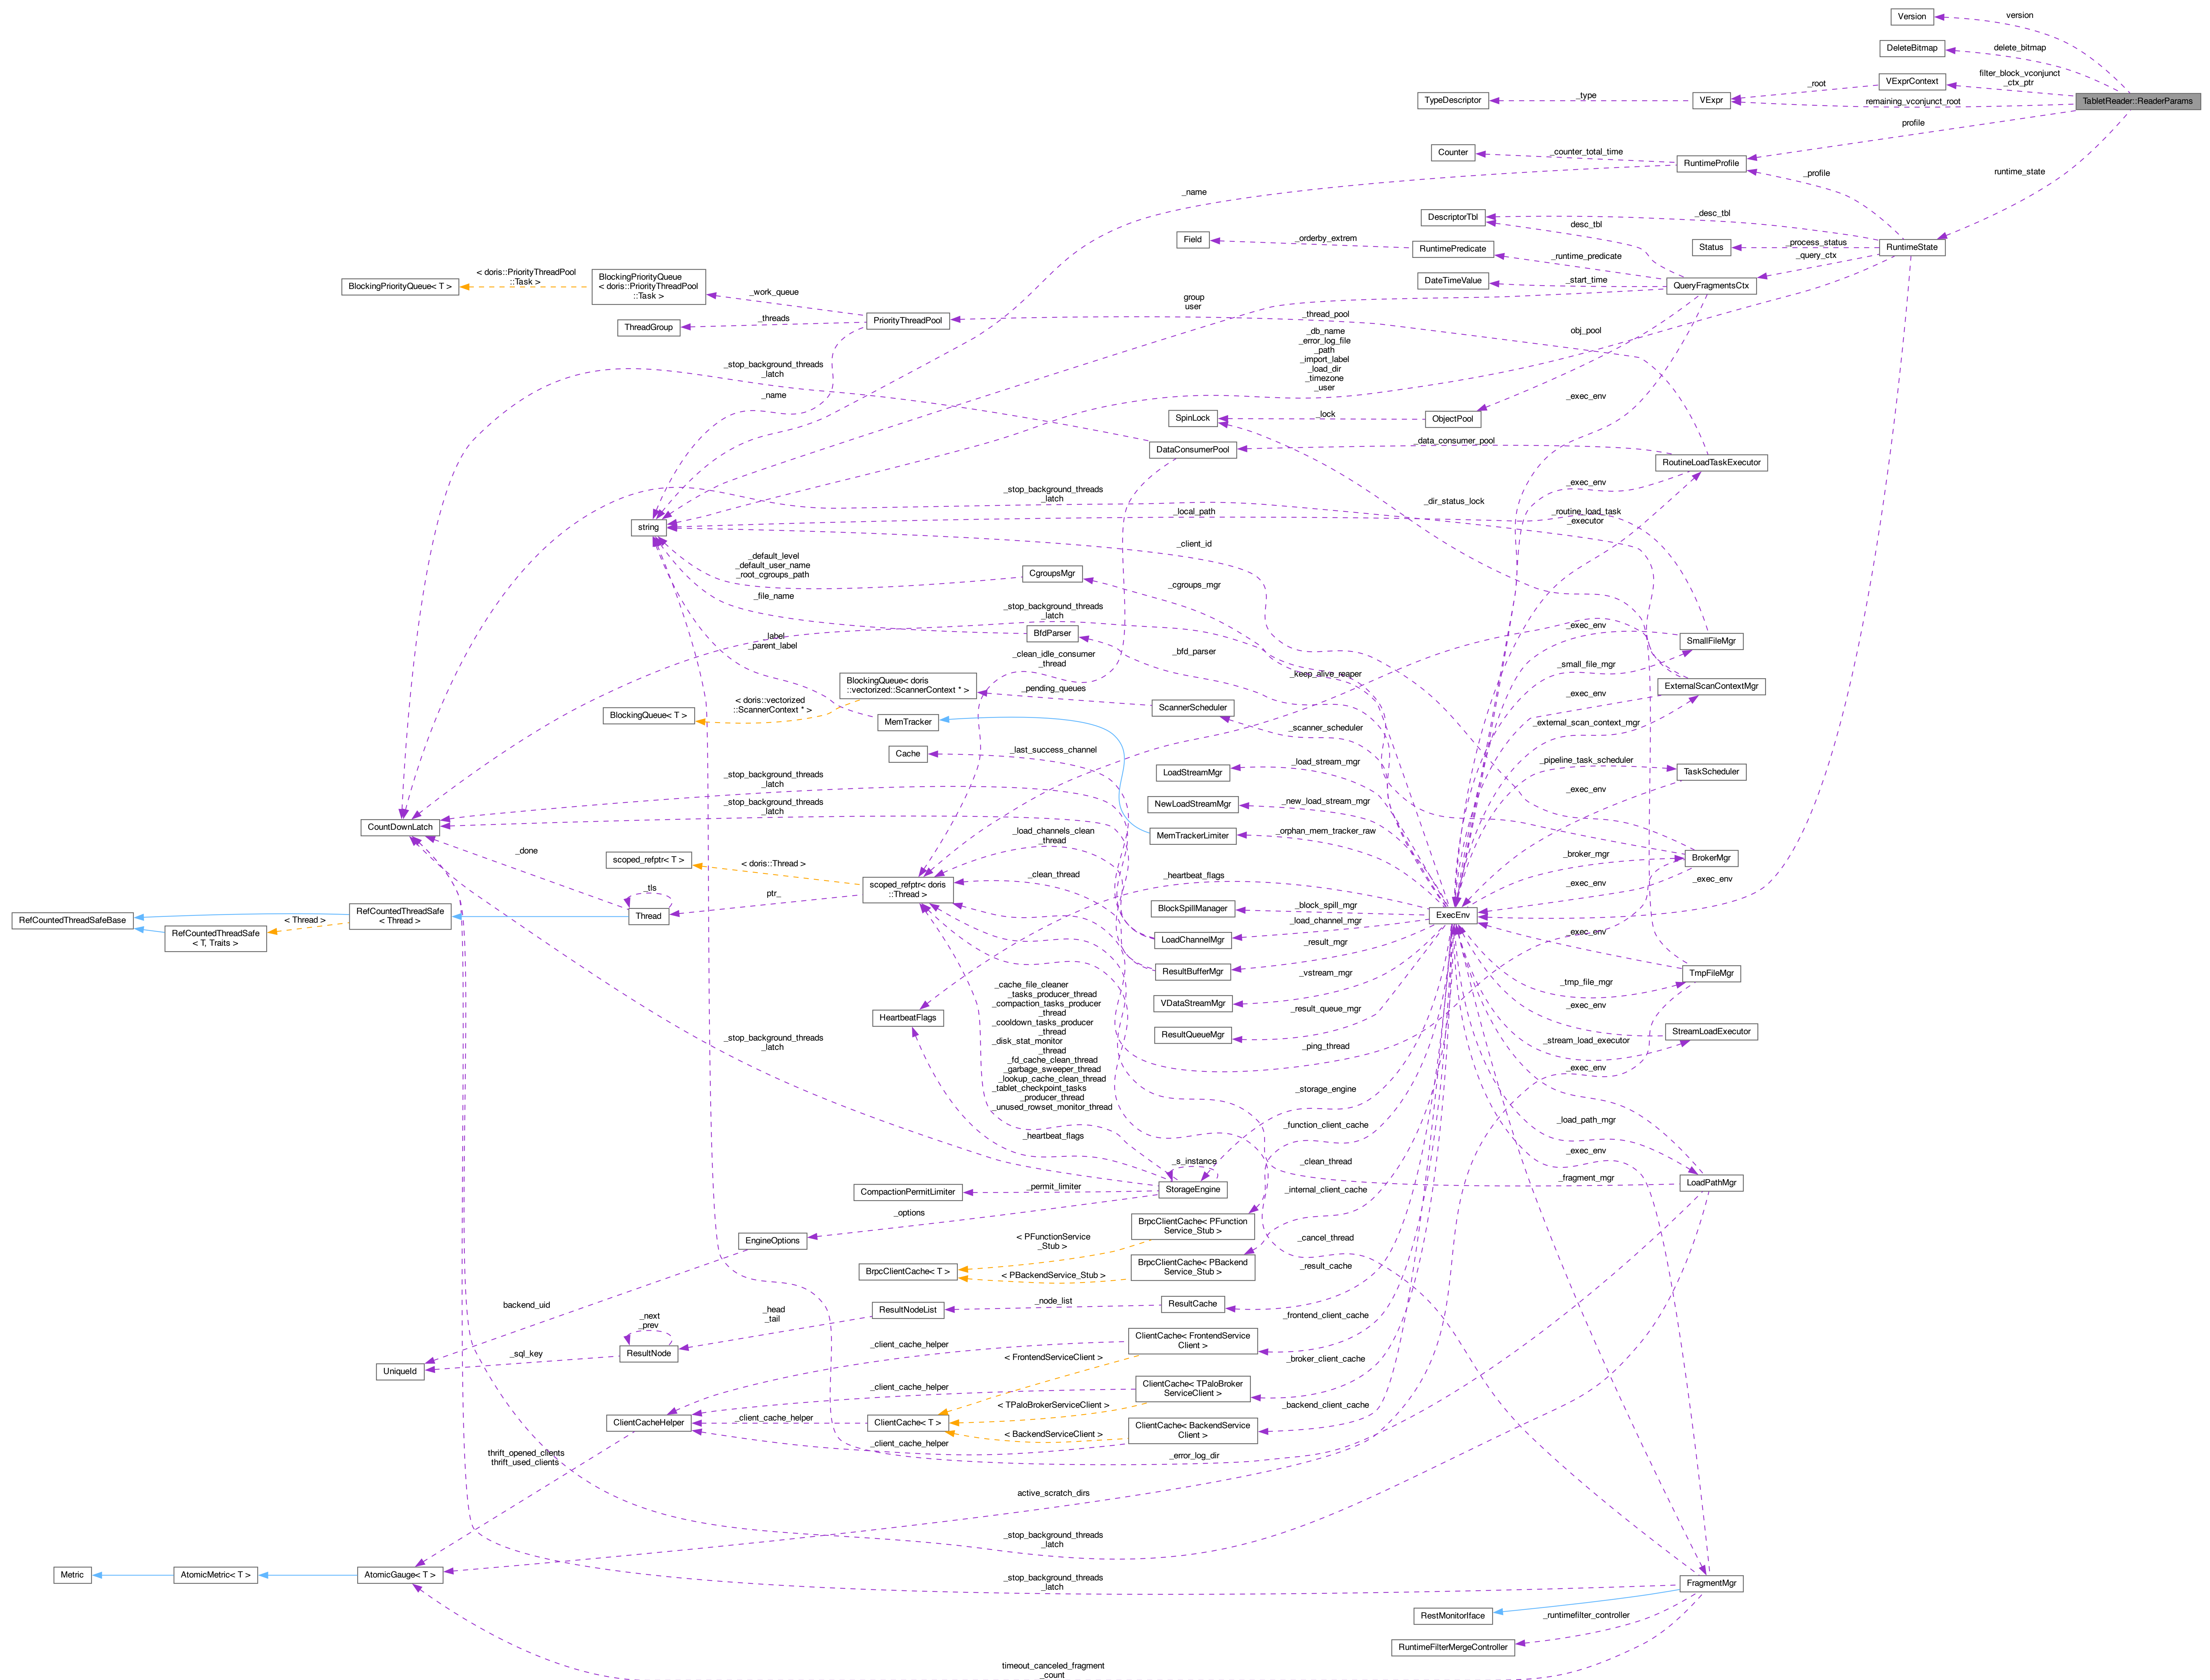 Version
version
DeleteBitmap
delete_bitmap
filter_block_vconjunct
_ctx_ptr
VExprContext
_root
TypeDescriptor
_type
VExpr
remaining_vconjunct_root
TabletReader::ReaderParams
profile
Counter
_counter_total_time
RuntimeProfile
_name
_profile
runtime_state
DescriptorTbl
_desc_tbl
desc_tbl
Field
_orderby_extrem
RuntimePredicate
_runtime_predicate
Status
_process_status
RuntimeState
_query_ctx
DateTimeValue
_start_time
QueryFragmentsCtx
BlockingPriorityQueue< T >
< doris::PriorityThreadPool
::Task >
BlockingPriorityQueue
< doris::PriorityThreadPool
::Task >
_work_queue
group
user
ThreadGroup
_threads
PriorityThreadPool
_thread_pool
obj_pool
_db_name
_error_log_file
_path
_import_label
_load_dir
_timezone
_user
_stop_background_threads
_latch
_name
_exec_env
SpinLock
_lock
ObjectPool
DataConsumerPool
_data_consumer_pool
RoutineLoadTaskExecutor
_exec_env
_stop_background_threads
_latch
_dir_status_lock
_local_path
_routine_load_task
_executor
string
_client_id
_default_level
_default_user_name
_root_cgroups_path
CgroupsMgr
_cgroups_mgr
_file_name
_stop_background_threads
_latch
BfdParser
_exec_env
SmallFileMgr
_label
_parent_label
_clean_idle_consumer
_thread
_bfd_parser
_keep_alive_reaper
_small_file_mgr
BlockingQueue< doris
::vectorized::ScannerContext * >
_pending_queues
_exec_env
ExternalScanContextMgr
BlockingQueue< T >
< doris::vectorized
::ScannerContext * >
MemTracker
ScannerScheduler
_scanner_scheduler
_external_scan_context_mgr
Cache
_last_success_channel
LoadStreamMgr
_load_stream_mgr
_pipeline_task_scheduler
TaskScheduler
_stop_background_threads
_latch
_stop_background_threads
_latch
NewLoadStreamMgr
_new_load_stream_mgr
_exec_env
CountDownLatch
MemTrackerLimiter
_orphan_mem_tracker_raw
_load_channels_clean
_thread
_done
scoped_refptr< T >
< doris::Thread >
_broker_mgr
BrokerMgr
_tls
ptr_
scoped_refptr< doris
::Thread >
_clean_thread
_heartbeat_flags
_exec_env
_exec_env
RefCountedThreadSafeBase
< Thread >
RefCountedThreadSafe
< Thread >
Thread
BlockSpillManager
_block_spill_mgr
ExecEnv
RefCountedThreadSafe
< T, Traits >
_load_channel_mgr
LoadChannelMgr
_exec_env
_result_mgr
ResultBufferMgr
TmpFileMgr
_vstream_mgr
_tmp_file_mgr
VDataStreamMgr
HeartbeatFlags
_result_queue_mgr
_exec_env
ResultQueueMgr
StreamLoadExecutor
_stream_load_executor
_ping_thread
_cache_file_cleaner
_tasks_producer_thread
_compaction_tasks_producer
_thread
_cooldown_tasks_producer
_thread
_disk_stat_monitor
_thread
_fd_cache_clean_thread
_garbage_sweeper_thread
_lookup_cache_clean_thread
_tablet_checkpoint_tasks
_producer_thread
_unused_rowset_monitor_thread
_stop_background_threads
_latch
_exec_env
_storage_engine
_function_client_cache
_load_path_mgr
_heartbeat_flags
_s_instance
_clean_thread
_exec_env
_fragment_mgr
LoadPathMgr
CompactionPermitLimiter
_permit_limiter
StorageEngine
_internal_client_cache
_options
BrpcClientCache< PFunction
Service_Stub >
EngineOptions
< PFunctionService
_Stub >
_cancel_thread
BrpcClientCache< T >
< PBackendService_Stub >
BrpcClientCache< PBackend
Service_Stub >
_result_cache
backend_uid
_next
_prev
_head
_tail
ResultNodeList
_node_list
ResultCache
_frontend_client_cache
UniqueId
_sql_key
ResultNode
_client_cache_helper
ClientCache< FrontendService
Client >
< FrontendServiceClient >
_broker_client_cache
_client_cache_helper
ClientCache< TPaloBroker
ServiceClient >
< TPaloBrokerServiceClient >
_backend_client_cache
ClientCacheHelper
_client_cache_helper
ClientCache< T >
< BackendServiceClient >
ClientCache< BackendService
Client >
_client_cache_helper
thrift_opened_clients
thrift_used_clients
_error_log_dir
active_scratch_dirs
_stop_background_threads
_latch
Metric
AtomicMetric< T >
AtomicGauge< T >
_stop_background_threads
_latch
FragmentMgr
RestMonitorIface
_runtimefilter_controller
RuntimeFilterMergeController
timeout_canceled_fragment
_count